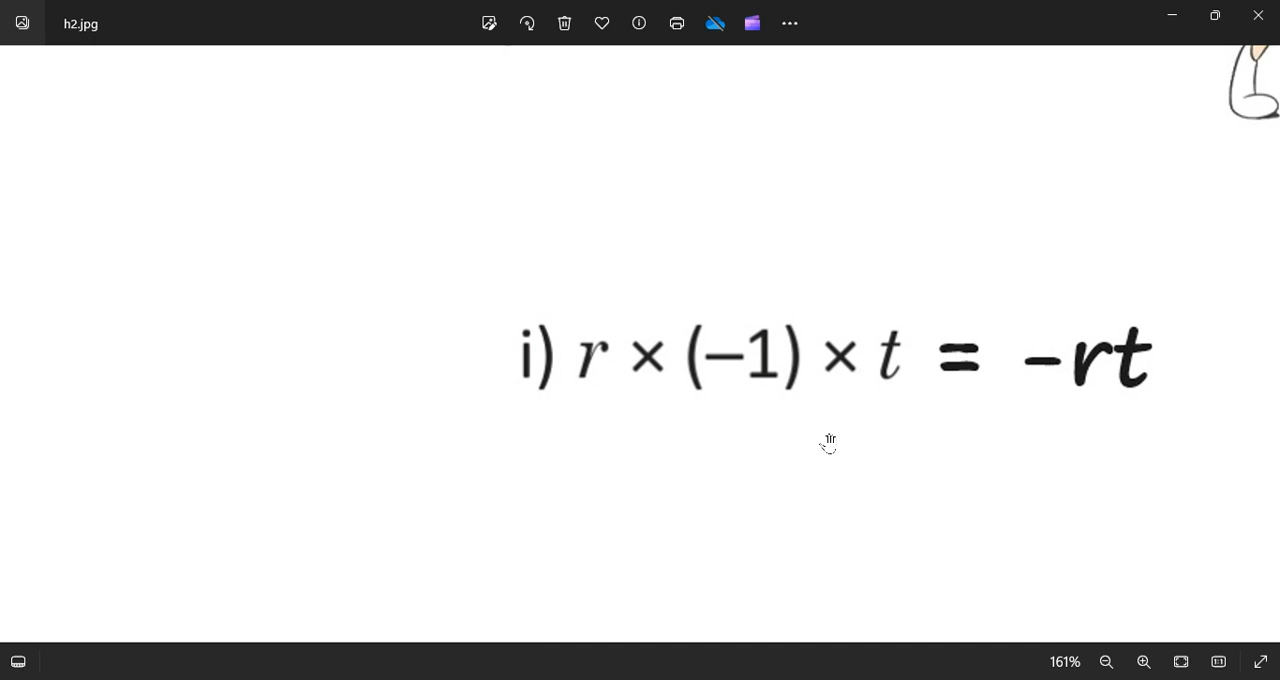 h2.jpg
i) r × (−1) × t = -rt
161%